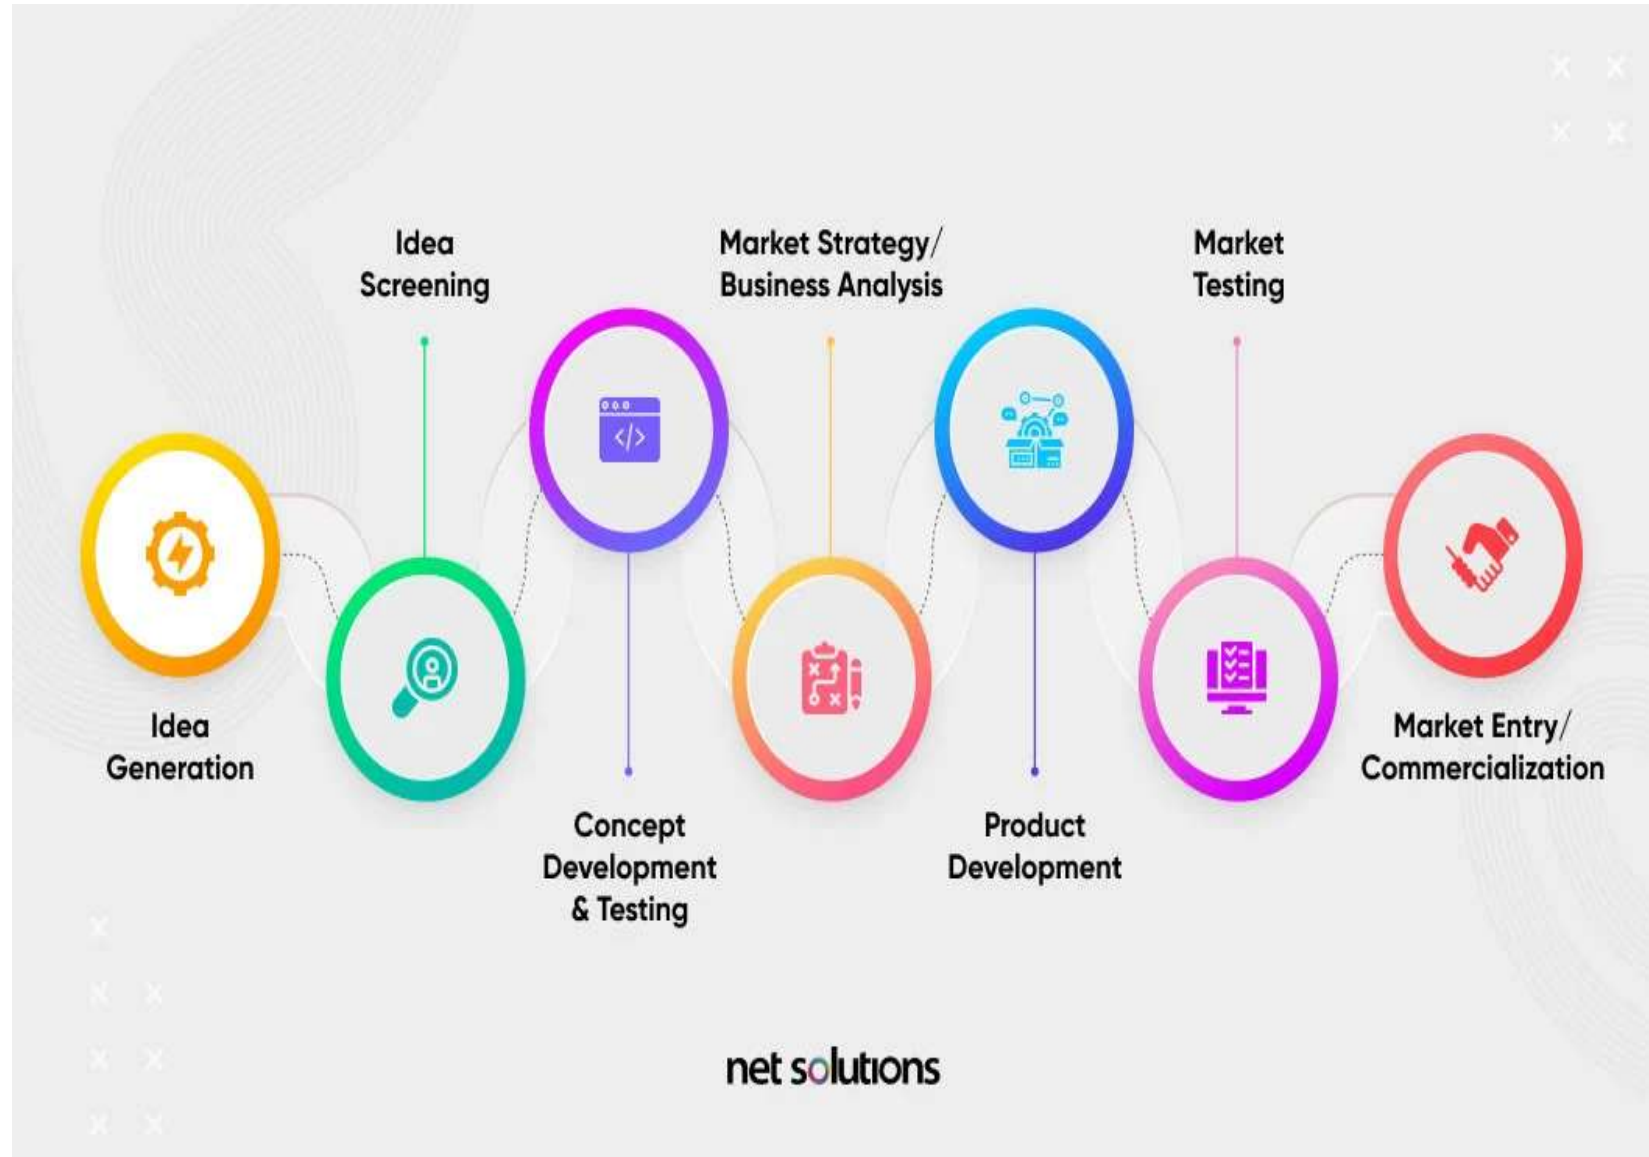 Idea
Generation
Idea
Screening
Concept
Development
& Testing
Market Strategy/
Business Analysis
Product
Development
Market
Testing
Market Entry/
Commercialization
net solutions